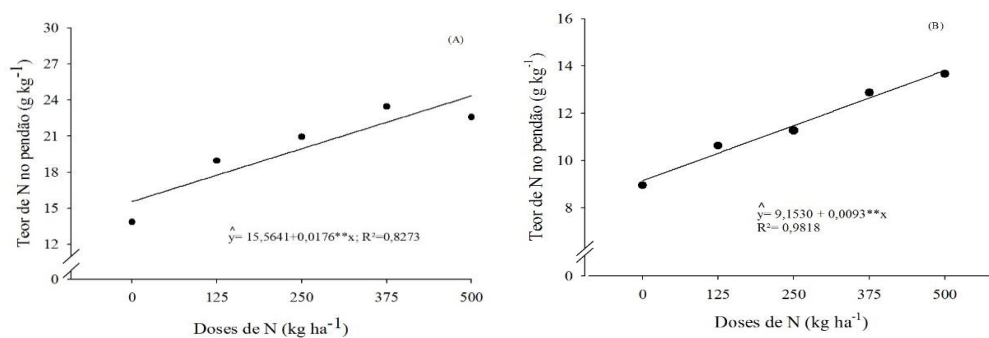 (A)
Teor de N no pendão (g kg⁻¹)
30
27
24
21
18
15
12
0
ŷ= 15,5641+0,0176**x; R²=0,8273
0 125 250 375 500
Doses de N (kg ha⁻¹)
(B)
Teor de N no pendão (g kg⁻¹)
16
14
12
10
8
0
ŷ= 9,1530 + 0,0093**x
R²= 0,9818
0 125 250 375 500
Doses de N (kg ha⁻¹)